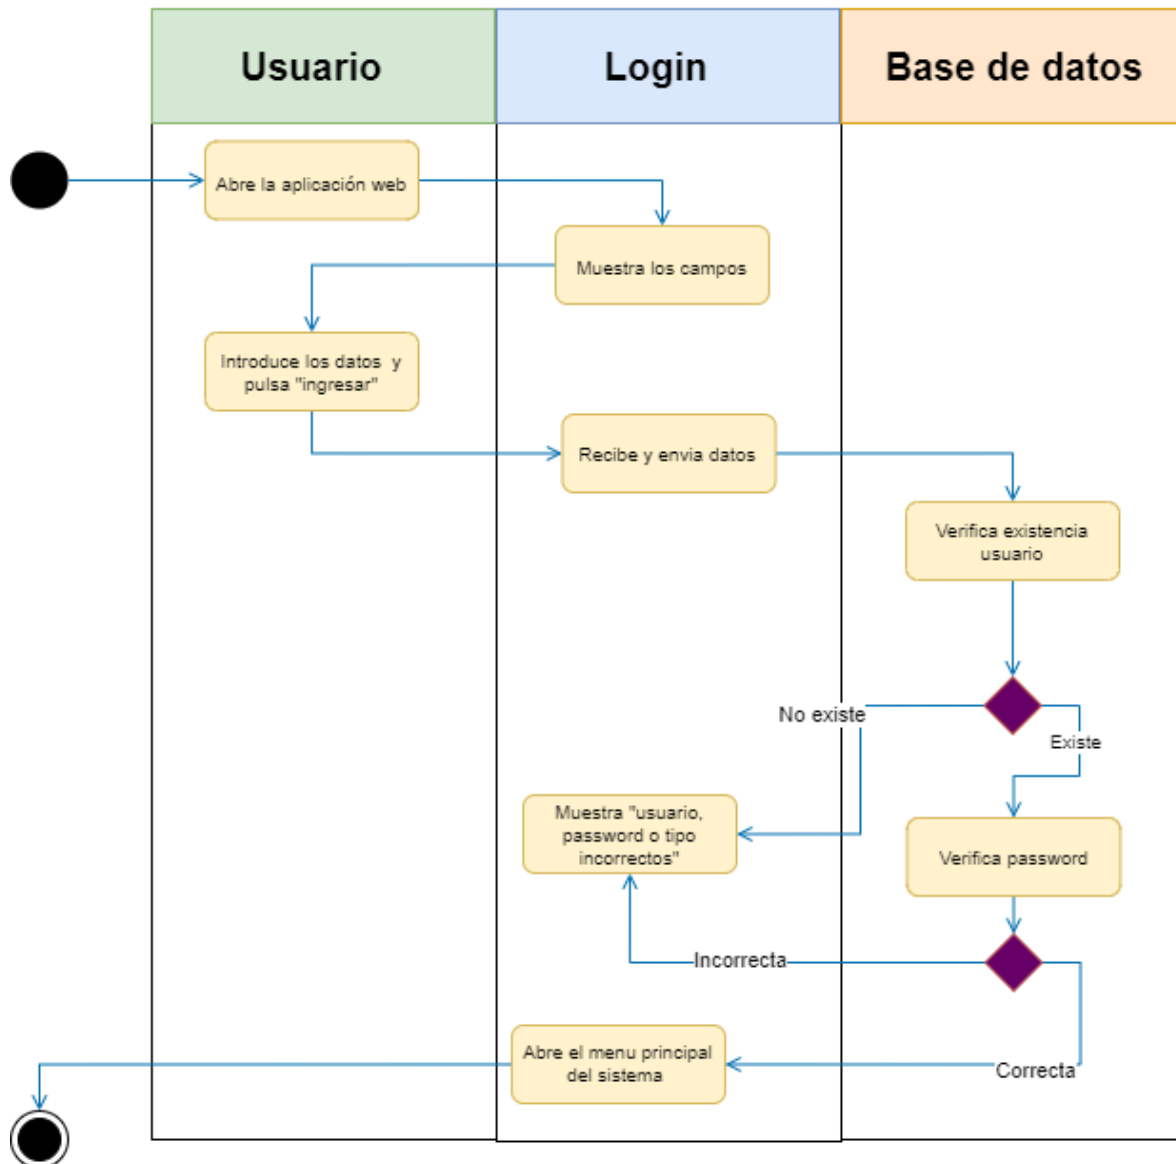 Usuario
Login
Base de datos
Abre la aplicación web
Muestra los campos
Introduce los datos y
pulsa "ingresar"
Recibe y envia datos
Verifica existencia
usuario
No existe
Existe
Muestra "usuario,
password o tipo
incorrectos"
Verifica password
Incorrecta
Abre el menu principal
del sistema
Correcta